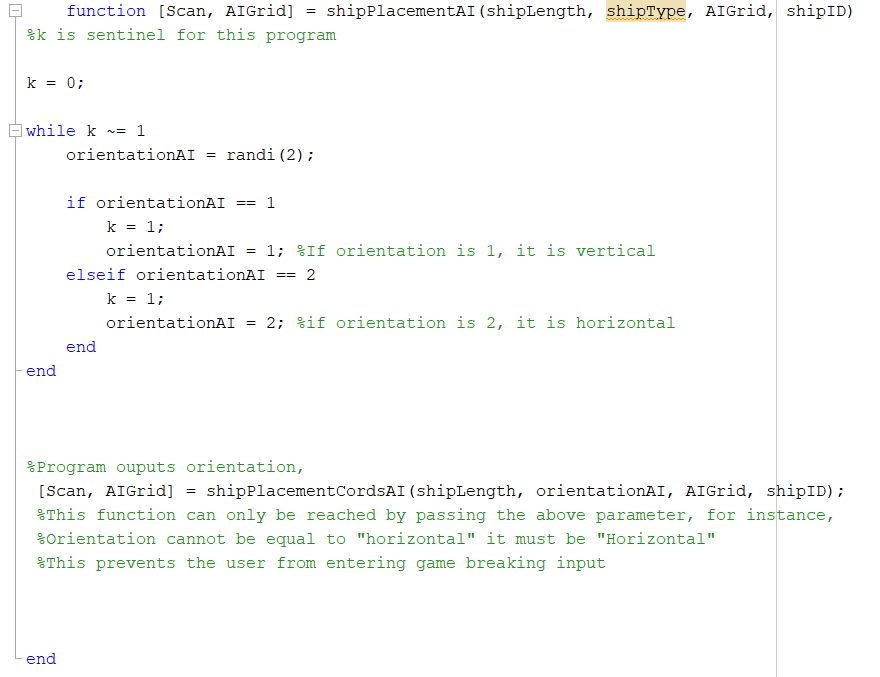 function [Scan, AIGrid] = shipPlacementAI(shipLength, shipType, AIGrid, shipID)
%k is sentinel for this program
k = 0;
while k ~= 1
orientationAI = randi(2);
if orientationAI == 1
k = 1;
orientationAI = 1; %If orientation is 1, it is vertical
elseif orientationAI == 2
k = 1;
orientationAI = 2; %if orientation is 2, it is horizontal
end
end
%Program ouputs orientation,
[Scan, AIGrid] = shipPlacementCordsAI(shipLength, orientationAI, AIGrid, shipID);
%This function can only be reached by passing the above parameter, for instance,
%Orientation cannot be equal to "horizontal" it must be "Horizontal"
%This prevents the user from entering game breaking input
end